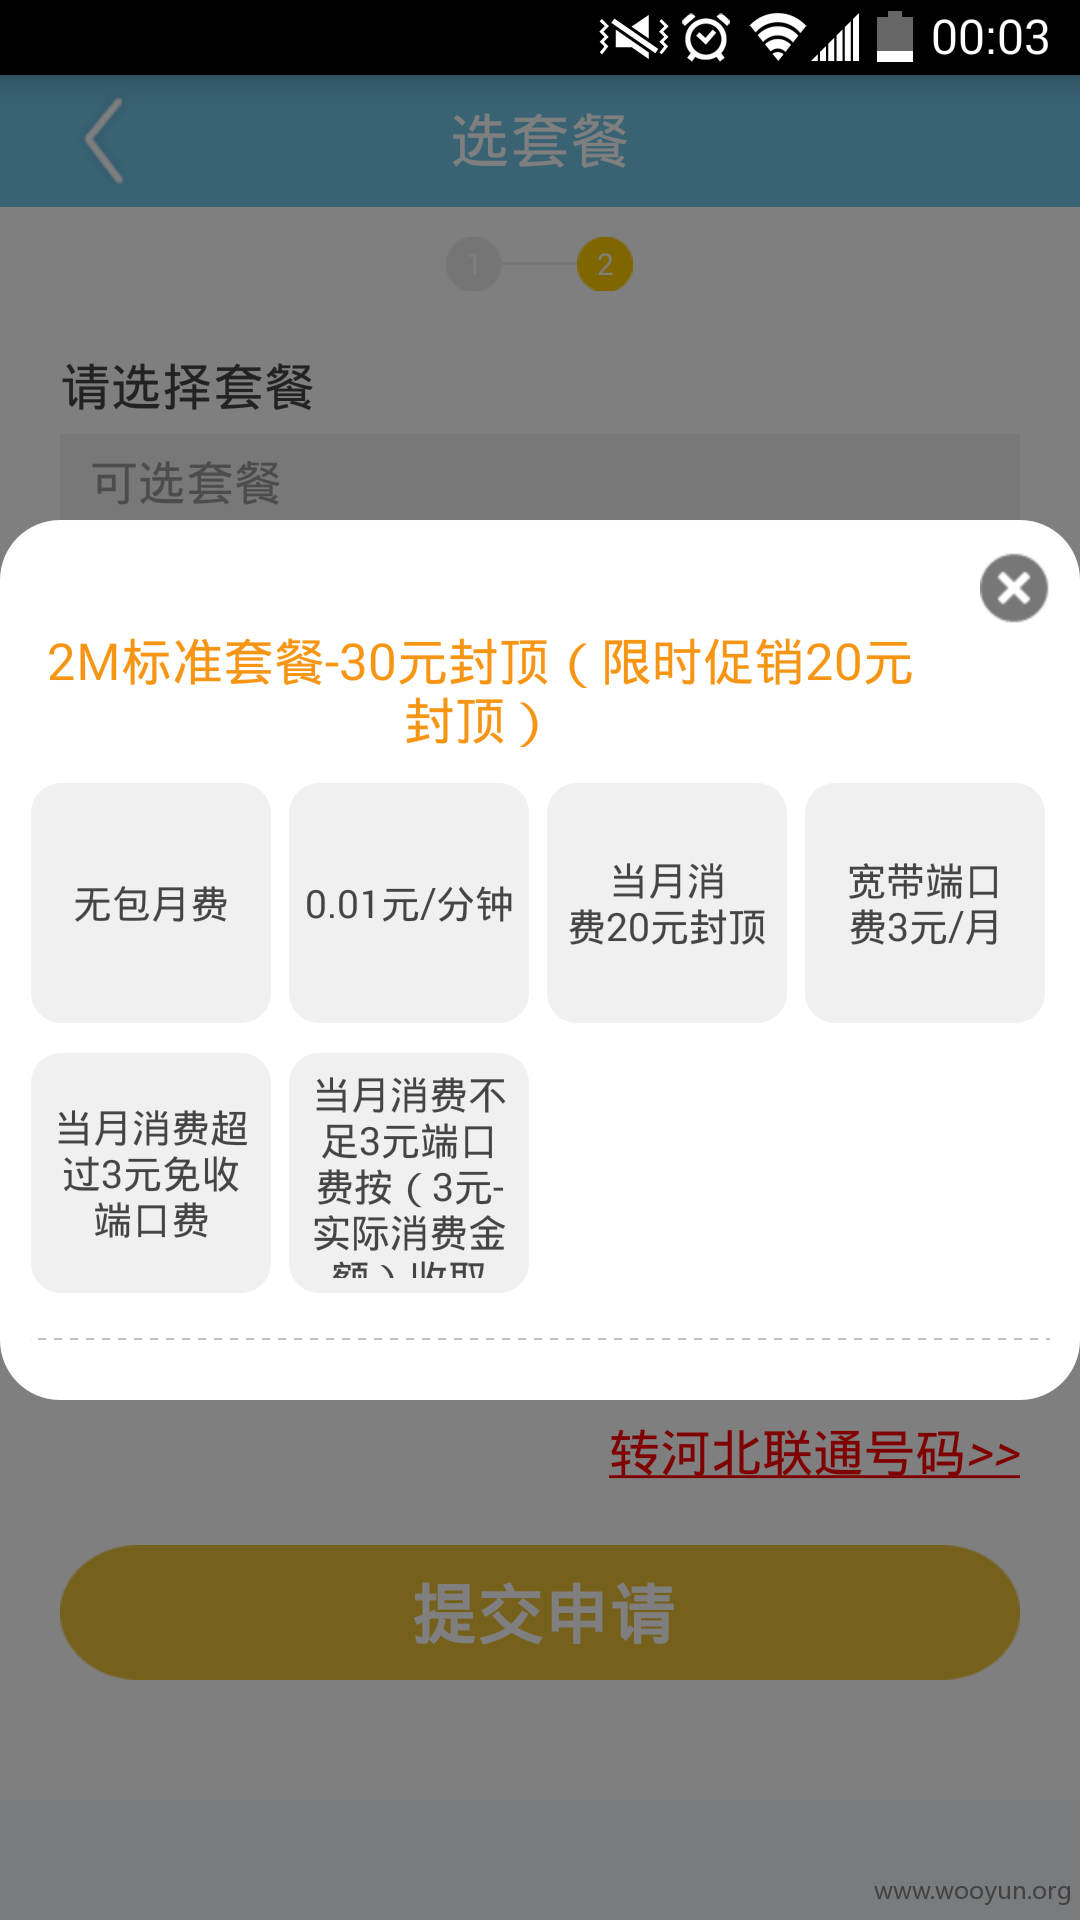 00:03
选套餐
1
2
请选择套餐
可选套餐
2M标准套餐-30元封顶（限时促销20元
封顶）
无包月费
0.01元/分钟
当月消
费20元封顶
宽带端口
费3元/月
当月消费超
过3元免收
端口费
当月消费不
足3元端口
费按（3元-
实际消费金
额）收取
转河北联通号码>>
提交申请
www.wooyun.org